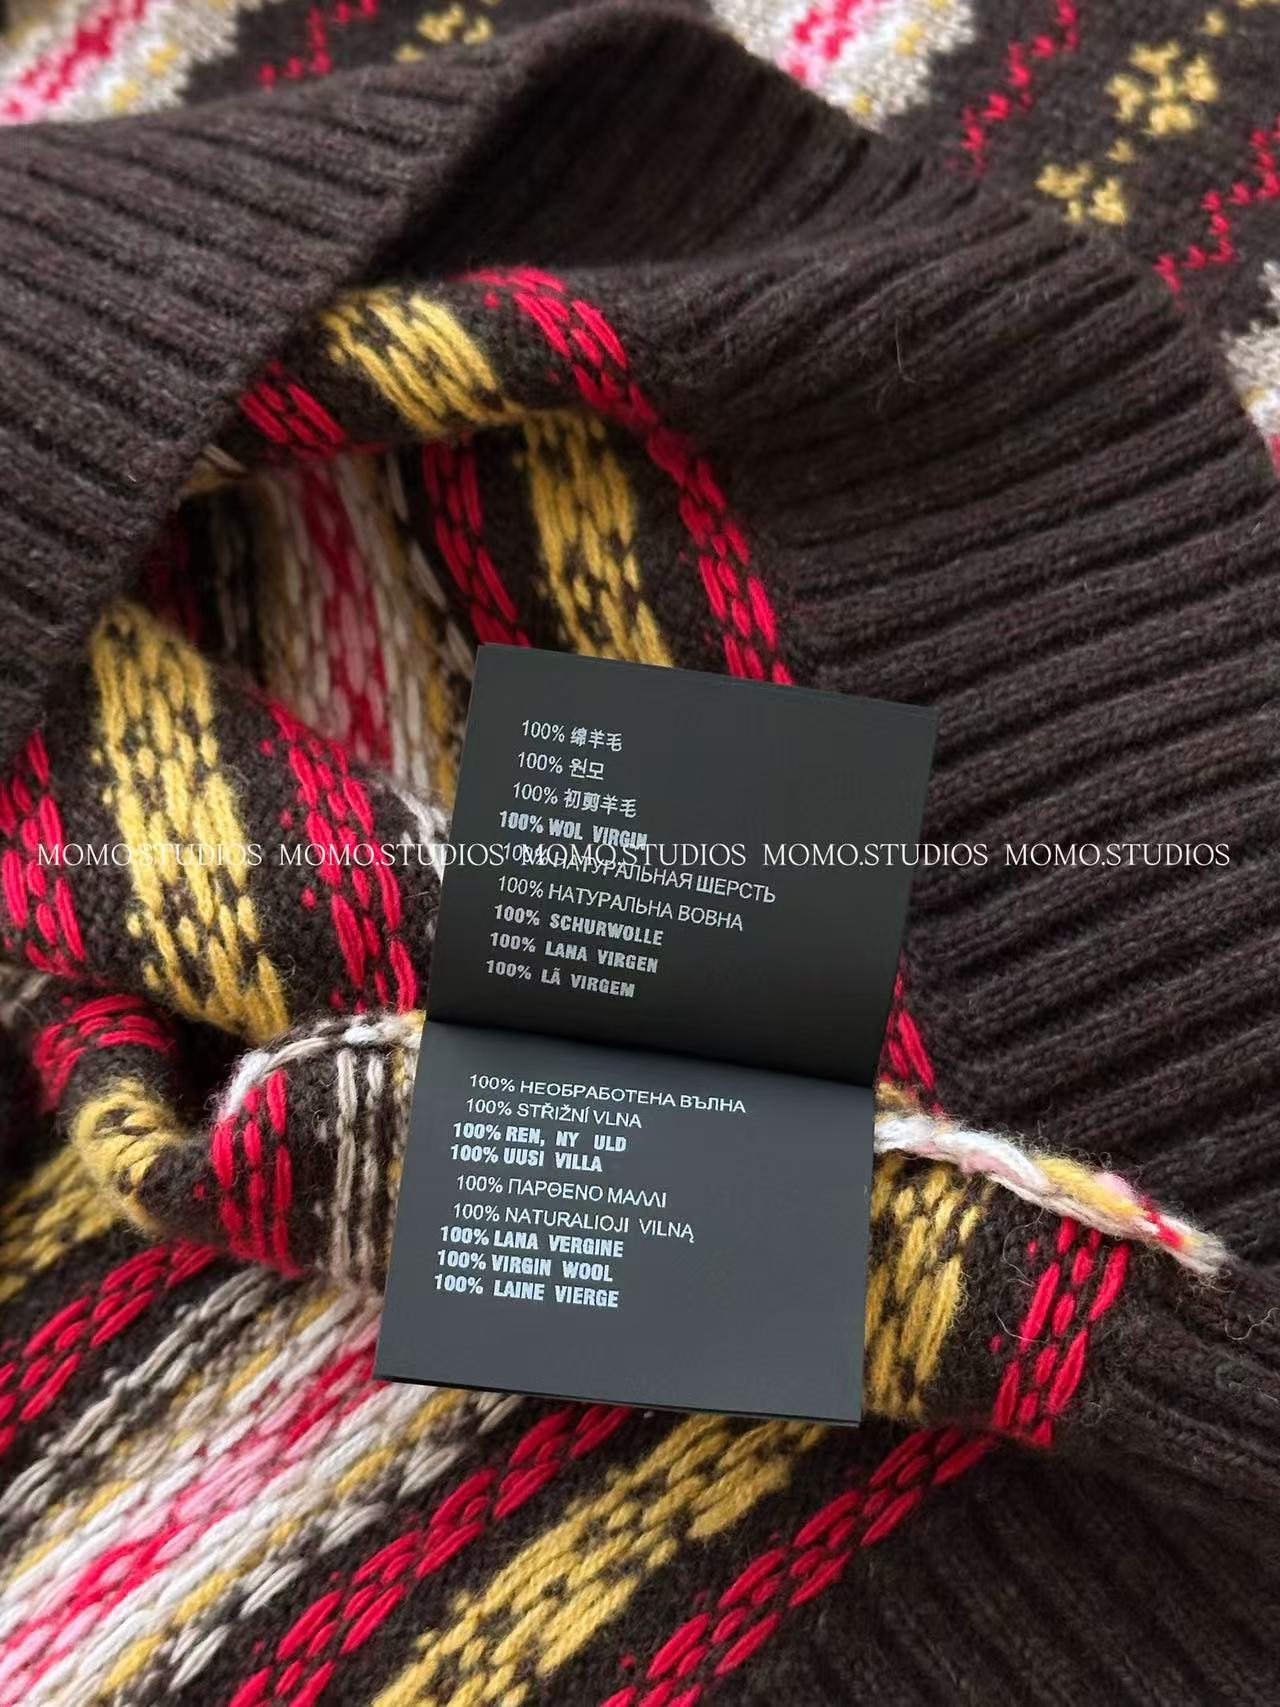 100% 绵羊毛
100% 원모
100% 初剪羊毛
100% WOL VIRGIN
MOMO.STUDIOS MOMO.STUDIOS MOMO.STUDIOS MOMO.STUDIOS MOMO.STUDIOS
100% НАТУРАЛЬНАЯ ШЕРСТЬ
100% НАТУРАЛЬНА ВОВНА
100% SCHURWOLLE
100% LANA VIRGEN
100% LÃ VIRGEM
100% НЕОБРАБОТЕНА ВЪЛНА
100% STŘIŽNÍ VLNA
100% REN, NY ULD
100% UUSI VILLA
100% ΠΑΡΘΕΝΟ ΜΑΛΛΙ
100% NATURALIOJI VILNĄ
100% LANA VERGINE
100% VIRGIN WOOL
100% LAINE VIERGE